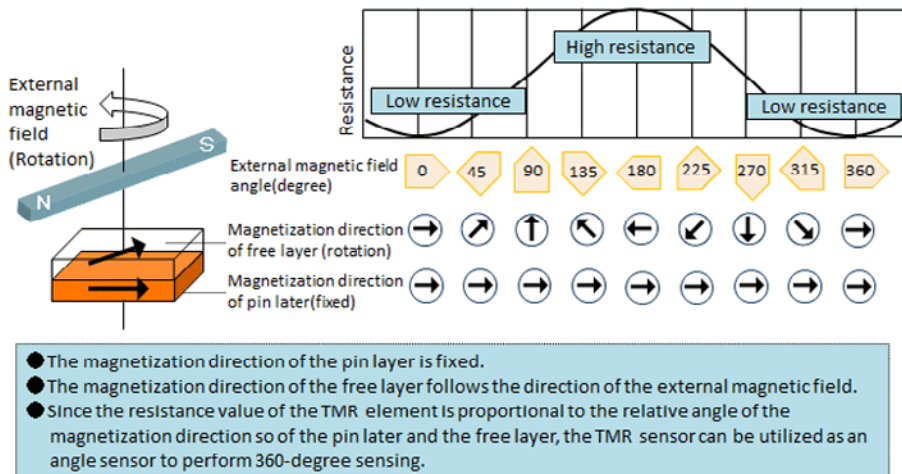 High resistance
Low resistance
Low resistance
Resistance
External
magnetic
field
(Rotation)
S
N
External magnetic field
angle(degree)
0 45 90 135 180 225 270 315 360
Magnetization direction
of free layer (rotation)
Magnetization direction
of pin later(fixed)
●The magnetization direction of the pin layer is fixed.
●The magnetization direction of the free layer follows the direction of the external magnetic field.
●Since the resistance value of the TMR element is proportional to the relative angle of the
magnetization direction so of the pin later and the free layer, the TMR sensor can be utilized as an
angle sensor to perform 360-degree sensing.